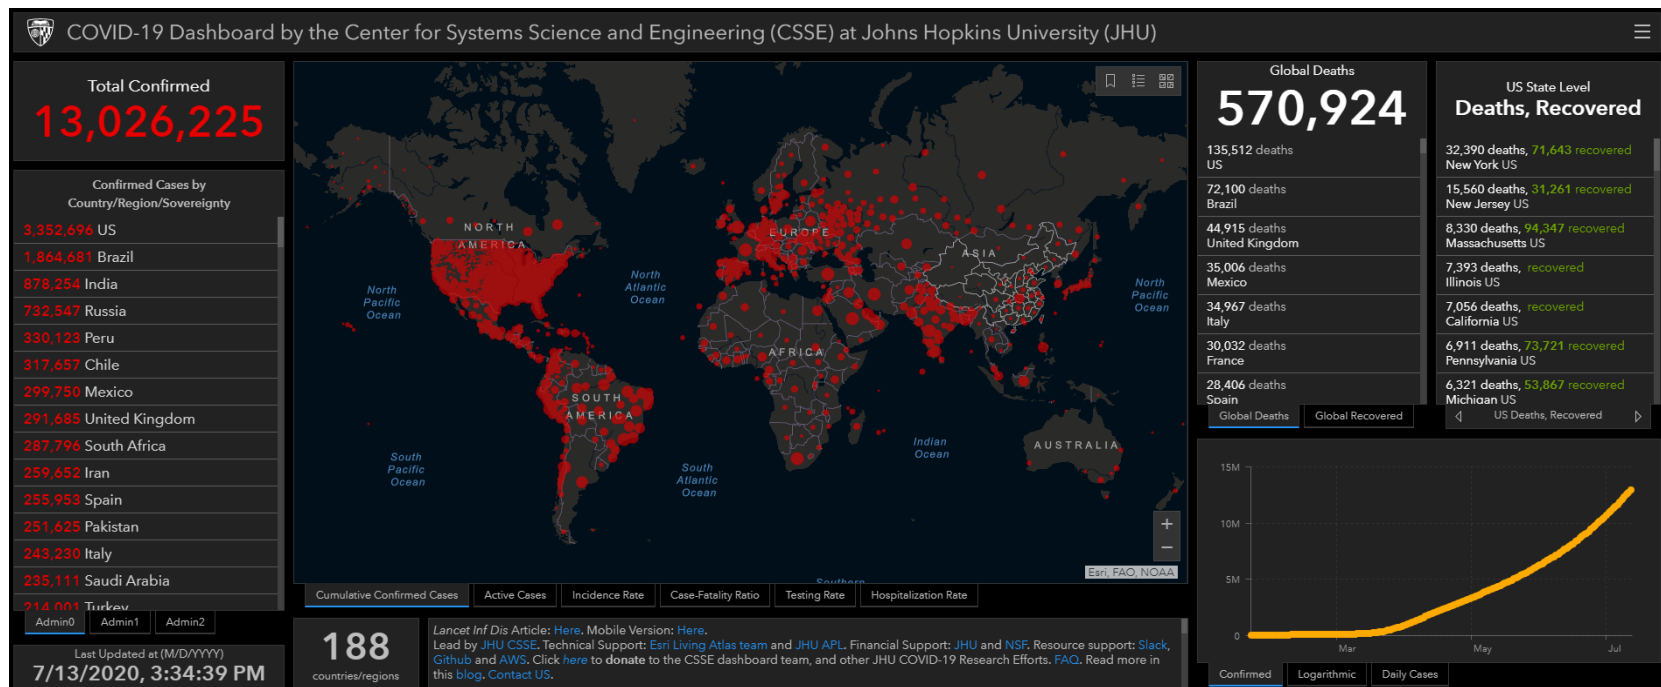 COVID-19 Dashboard by the Center for Systems Science and Engineering (CSSE) at Johns Hopkins University (JHU)
Total Confirmed
13,026,225
Confirmed Cases by
Country/Region/Sovereignty
3,352,696 US
1,864,681 Brazil
878,254 India
732,547 Russia
330,123 Peru
317,657 Chile
299,750 Mexico
291,685 United Kingdom
287,796 South Africa
259,652 Iran
255,953 Spain
251,625 Pakistan
243,230 Italy
235,111 Saudi Arabia
214,001 Turkey
Admin0
Admin1
Admin2
Last Updated at (M/D/YYYY)
7/13/2020, 3:34:39 PM
NORTH
AMERICA
EUROPE
ASIA
North
Pacific
Ocean
North
Atlantic
Ocean
North
Pacific
Ocean
AFRICA
SOUTH
AMERICA
Indian
Ocean
AUSTRALIA
South
Pacific
Ocean
South
Atlantic
Ocean
Southern
+
−
Esri, FAO, NOAA
Cumulative Confirmed Cases
Active Cases
Incidence Rate
Case-Fatality Ratio
Testing Rate
Hospitalization Rate
188
countries/regions
Lancet Inf Dis Article: Here. Mobile Version: Here.
Lead by JHU CSSE. Technical Support: Esri Living Atlas team and JHU APL. Financial Support: JHU and NSF. Resource support: Slack,
Github and AWS. Click here to donate to the CSSE dashboard team, and other JHU COVID-19 Research Efforts. FAQ. Read more in
this blog. Contact US.
Global Deaths
570,924
135,512 deaths
US
72,100 deaths
Brazil
44,915 deaths
United Kingdom
35,006 deaths
Mexico
34,967 deaths
Italy
30,032 deaths
France
28,406 deaths
Spain
Global Deaths
Global Recovered
US State Level
Deaths, Recovered
32,390 deaths, 71,643 recovered
New York US
15,560 deaths, 31,261 recovered
New Jersey US
8,330 deaths, 94,347 recovered
Massachusetts US
7,393 deaths, recovered
Illinois US
7,056 deaths, recovered
California US
6,911 deaths, 73,721 recovered
Pennsylvania US
6,321 deaths, 53,867 recovered
Michigan US
US Deaths, Recovered
15M
10M
5M
0
Mar
May
Jul
Confirmed
Logarithmic
Daily Cases